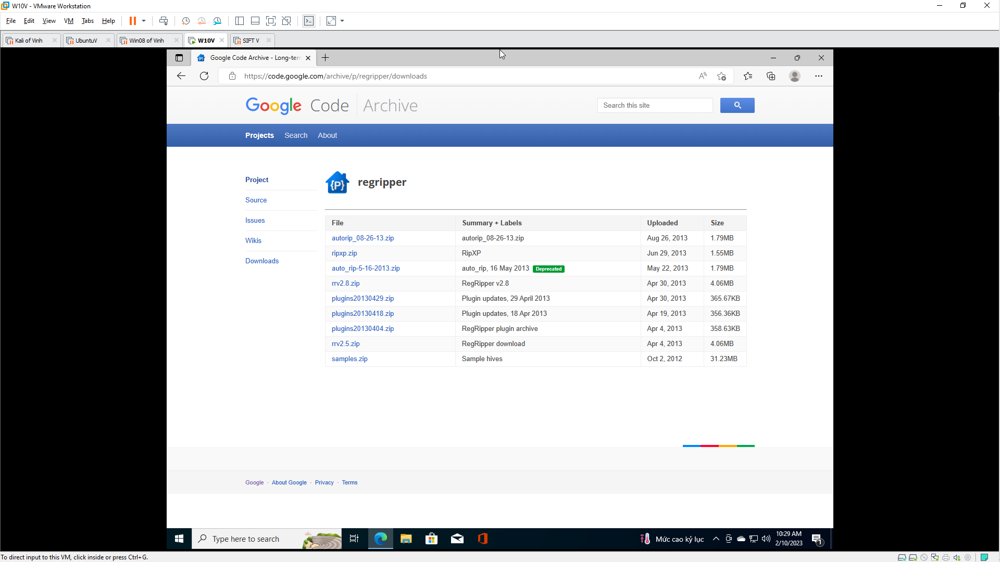 W10V - VMware Workstation
File Edit View VM Tabs Help
Kali of Vinh UbuntuV Win08 of Vinh W10V SIFT V
Google Code Archive - Long-tern
https://code.google.com/archive/p/regripper/downloads
Google Code Archive
Search this site
Projects Search About
Project
Source
Issues
Wikis
Downloads
{P} regripper
File Summary + Labels Uploaded Size
autorip_08-26-13.zip autorip_08-26-13.zip Aug 26, 2013 1.79MB
ripxp.zip RipXP Jun 29, 2013 1.55MB
auto_rip-5-16-2013.zip auto_rip, 16 May 2013 Deprecated May 22, 2013 1.79MB
rrv2.8.zip RegRipper v2.8 Apr 30, 2013 4.06MB
plugins20130429.zip Plugin updates, 29 April 2013 Apr 30, 2013 365.67KB
plugins20130418.zip Plugin updates, 18 Apr 2013 Apr 19, 2013 356.36KB
plugins20130404.zip RegRipper plugin archive Apr 4, 2013 358.63KB
rrv2.5.zip RegRipper download Apr 4, 2013 4.06MB
samples.zip Sample hives Oct 2, 2012 31.23MB
Google · About Google · Privacy · Terms
Type here to search
Mức cao kỷ lục
10:29 AM
2/10/2023
1
To direct input to this VM, click inside or press Ctrl+G.